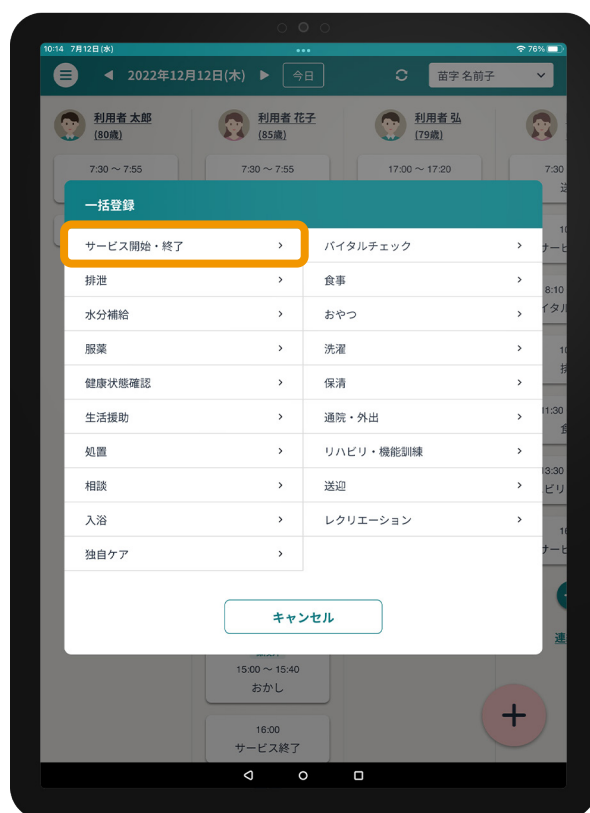 10:14 7月12日(水)
76%
2022年12月12日(木)
今日
苗字 名前子
利用者 太郎
(80歳)
利用者 花子
(85歳)
利用者 弘
(79歳)
7:30 ～ 7:55
7:30 ～ 7:55
17:00 ～ 17:20
7:30
一括登録
サービス開始・終了
バイタルチェック
排泄
食事
8:10
水分補給
おやつ
服薬
洗濯
健康状態確認
保清
生活援助
通院・外出
11:30
処置
リハビリ・機能訓練
相談
送迎
13:30
入浴
レクリエーション
独自ケア
キャンセル
15:00 ～ 15:40
おかし
16:00
サービス終了